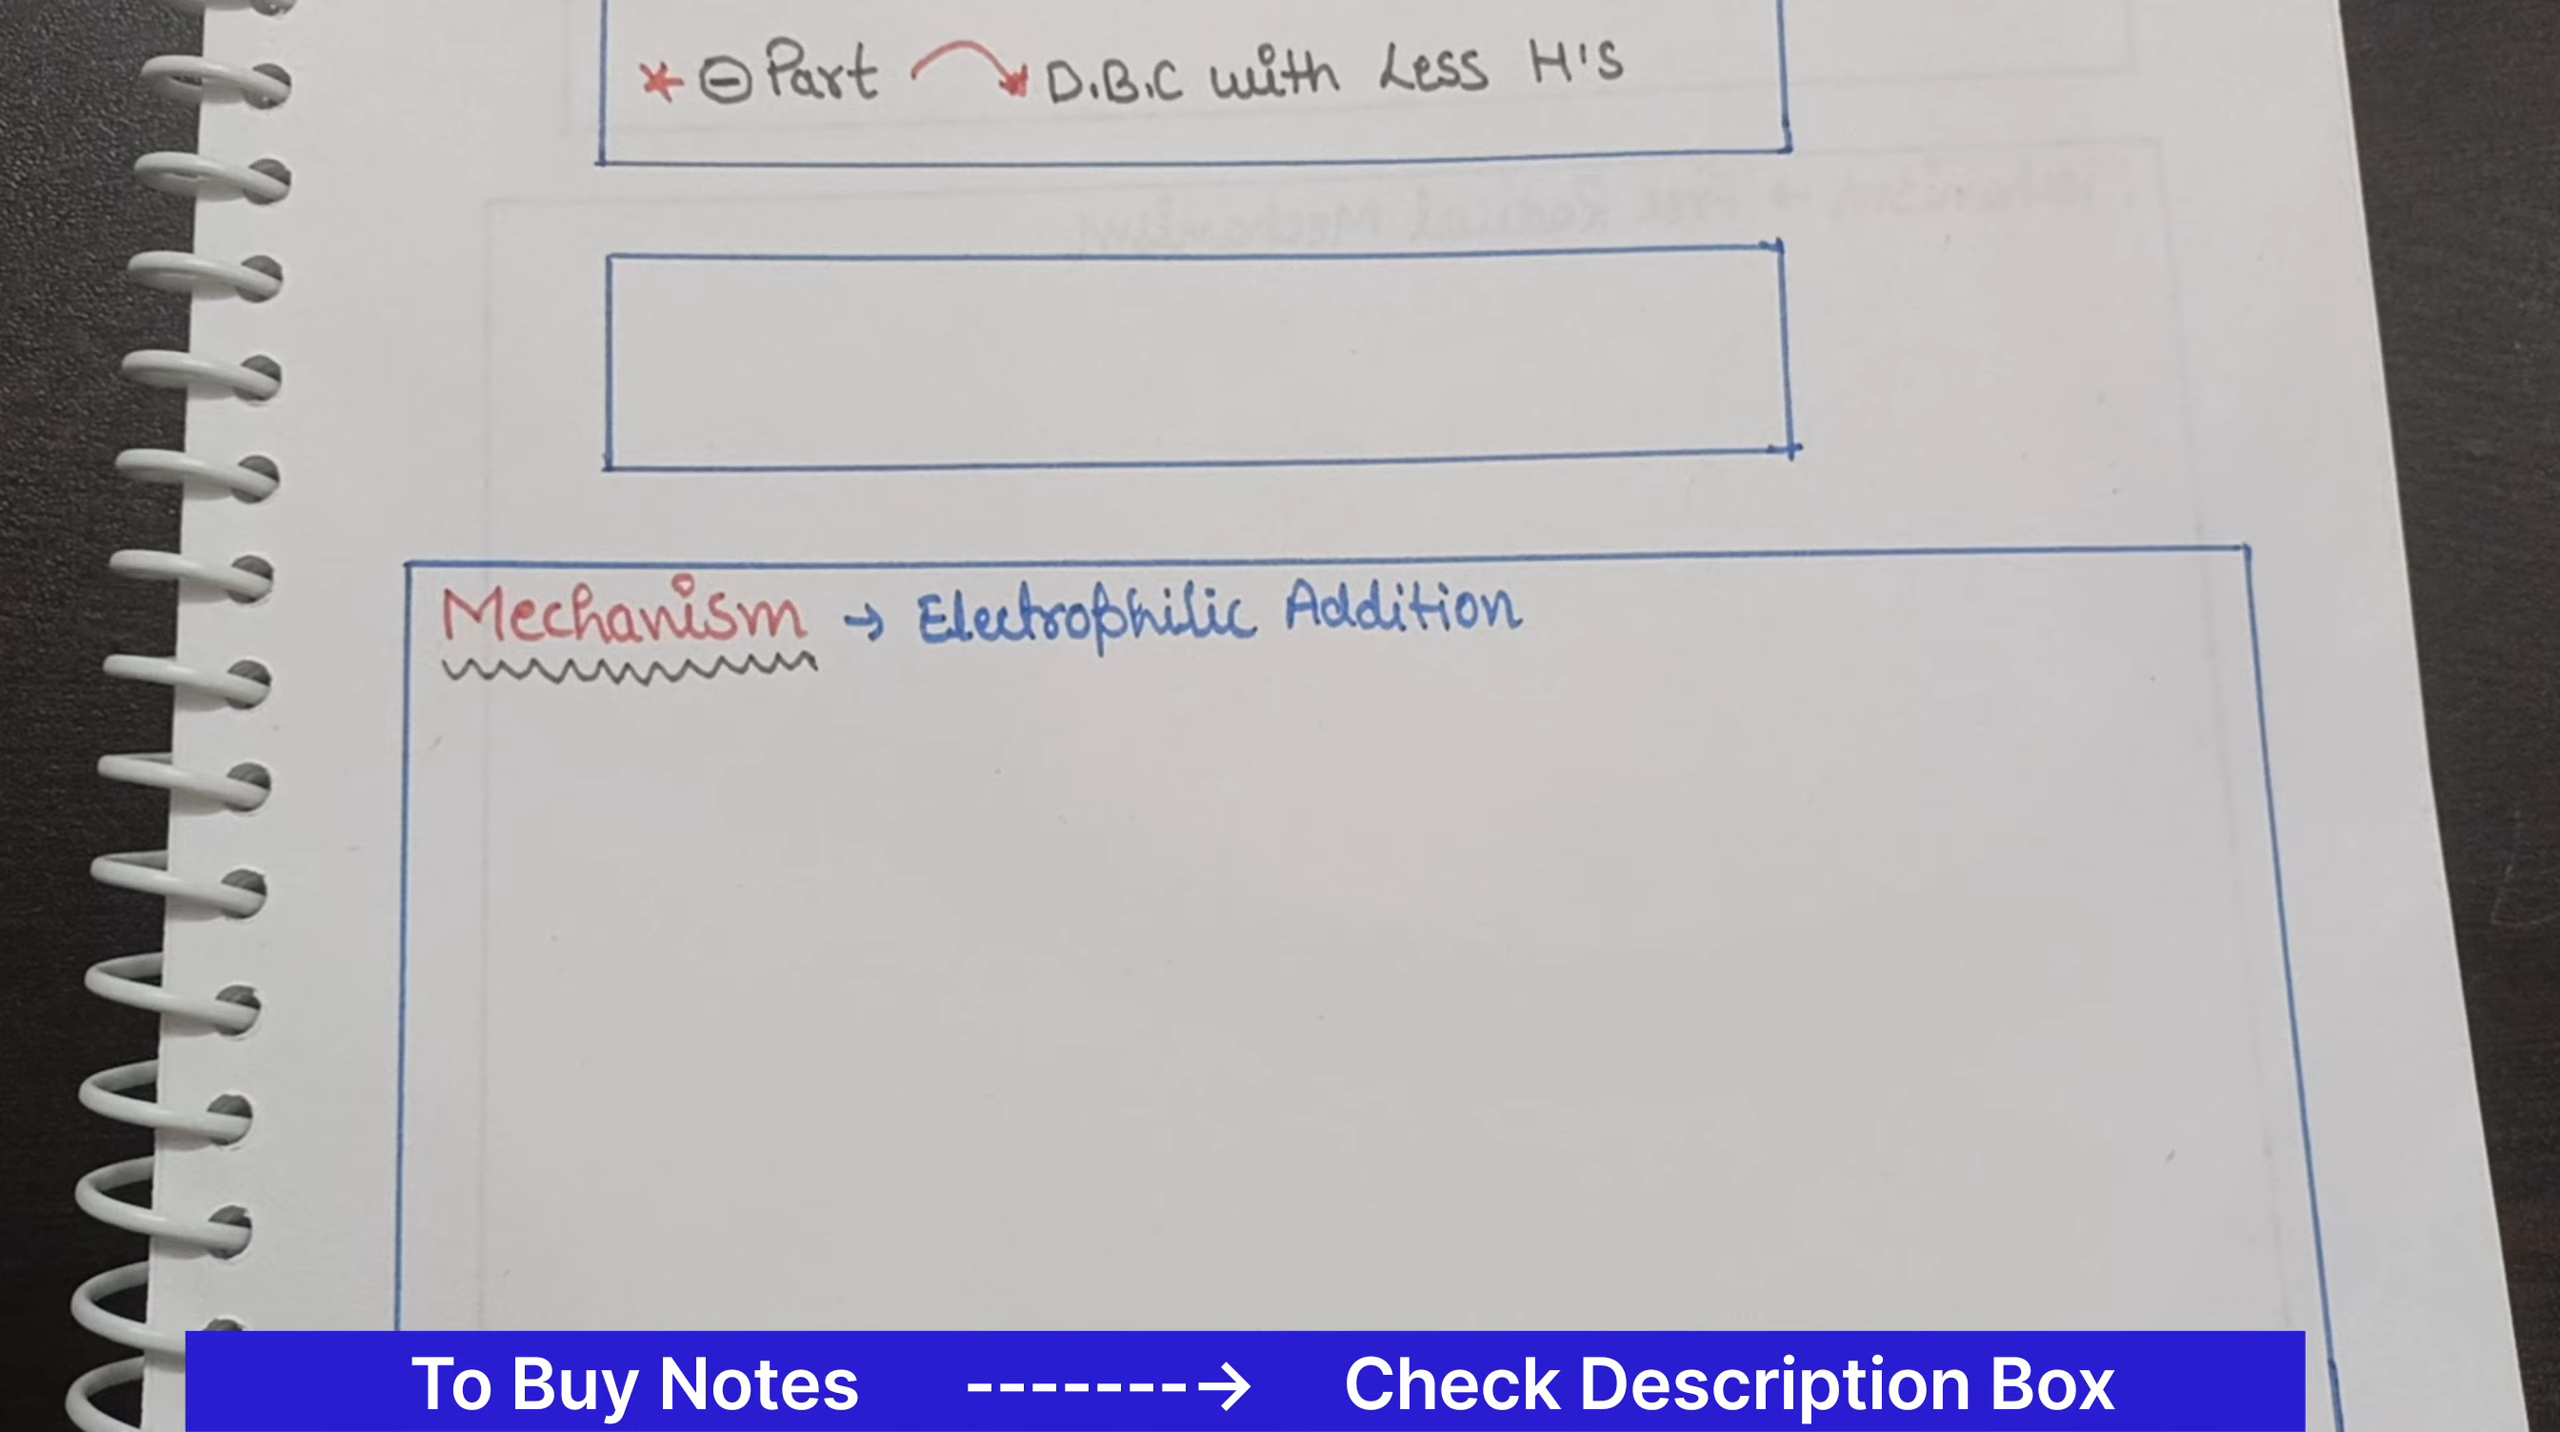 * ⊖ Part → D.B.C with Less H's
Mechanism → Electrophilic Addition
To Buy Notes -------→ Check Description Box